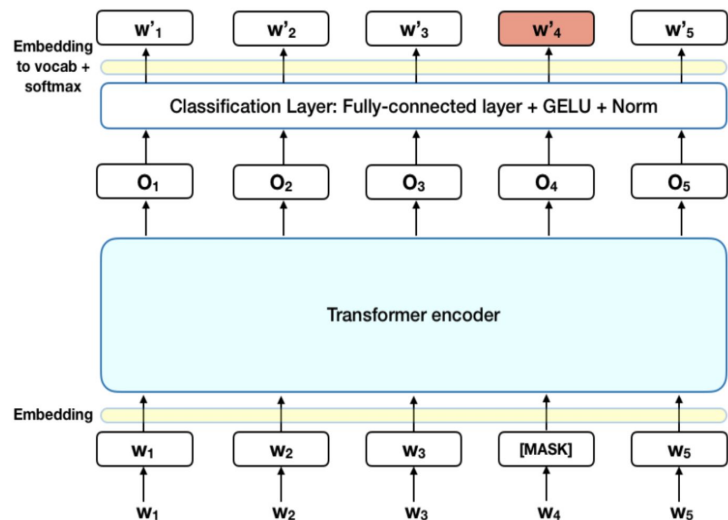 w'1 w'2 w'3 w'4 w'5
Embedding
to vocab +
softmax
Classification Layer: Fully-connected layer + GELU + Norm
O1 O2 O3 O4 O5
Transformer encoder
Embedding
W1 W2 W3 [MASK] W5
W1 W2 W3 W4 W5